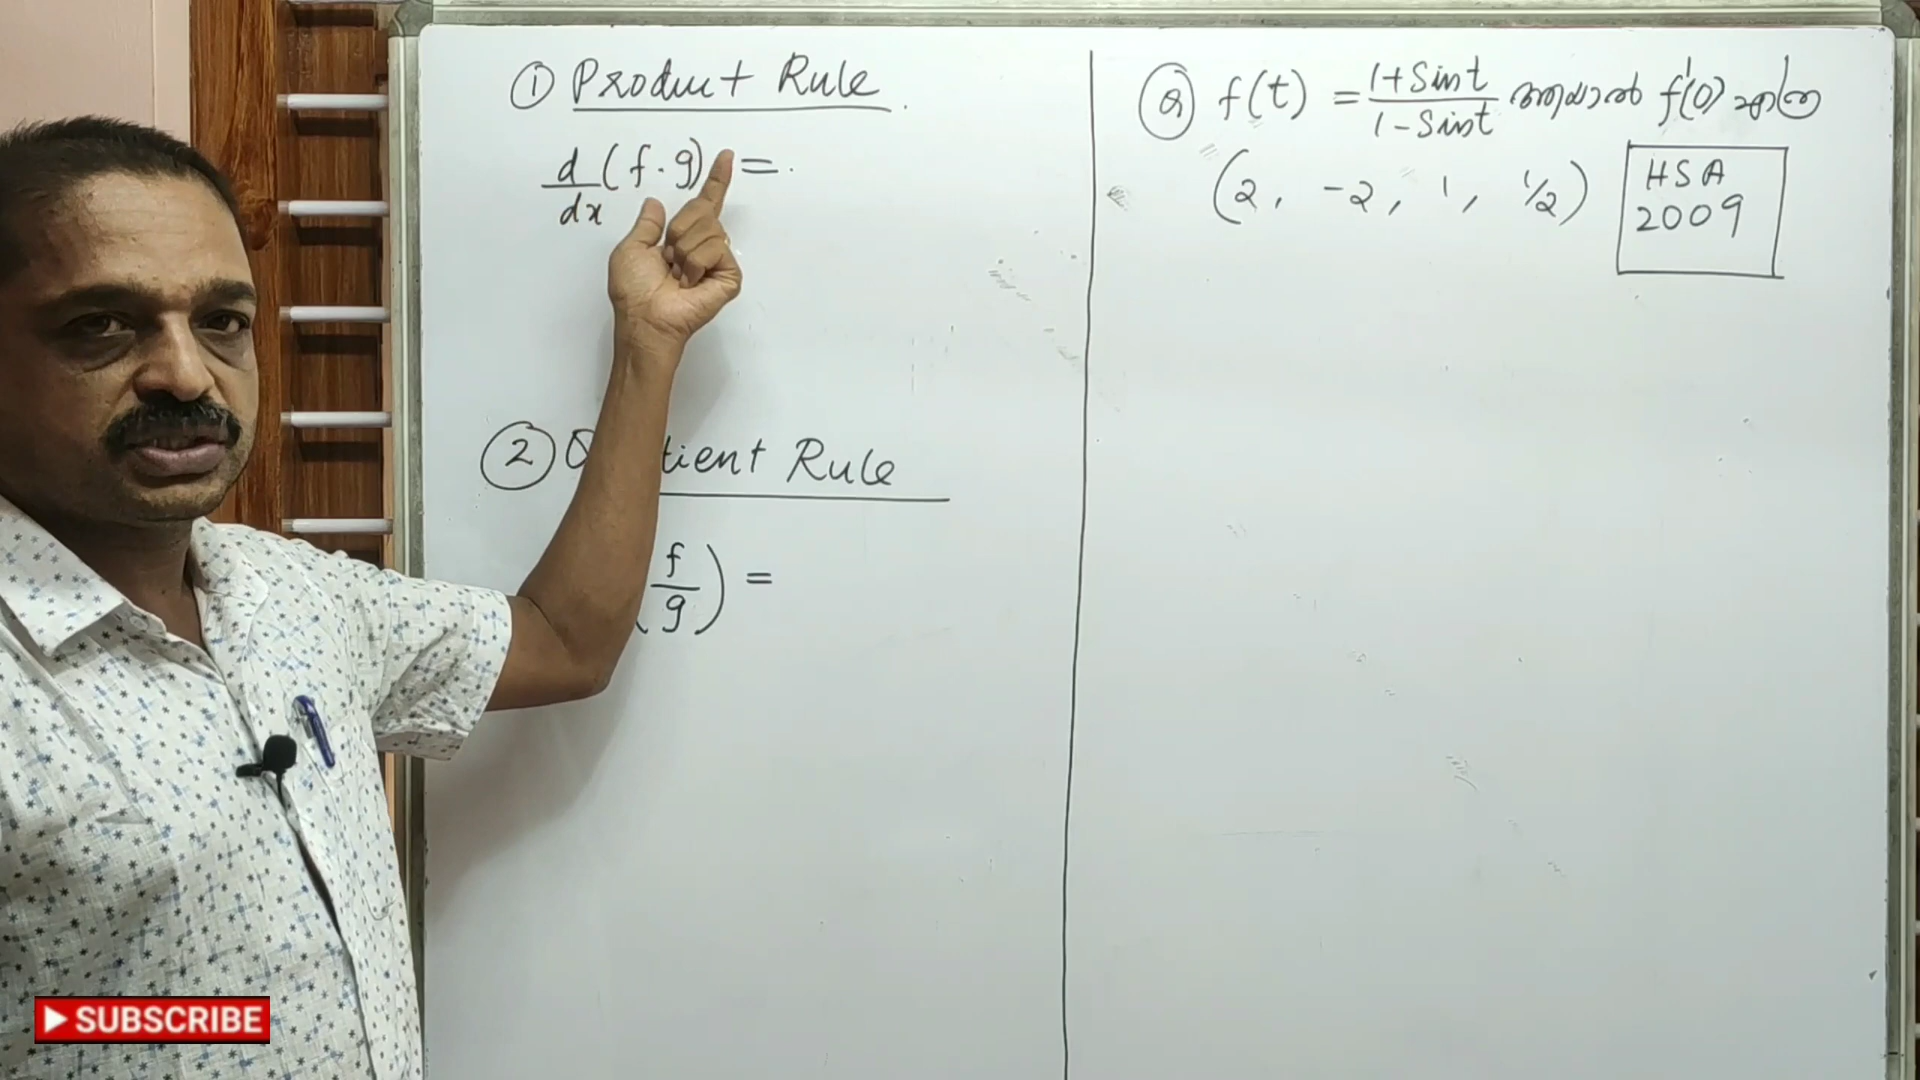 ① Product Rule
d/dx (f·g) =
② Q tient Rule
(f/g) =
Q f(t) = 1+Sint/1-Sint ആയാൽ f'(0) എത്ര
(2, -2, 1, 1/2)
HSA
2009
SUBSCRIBE